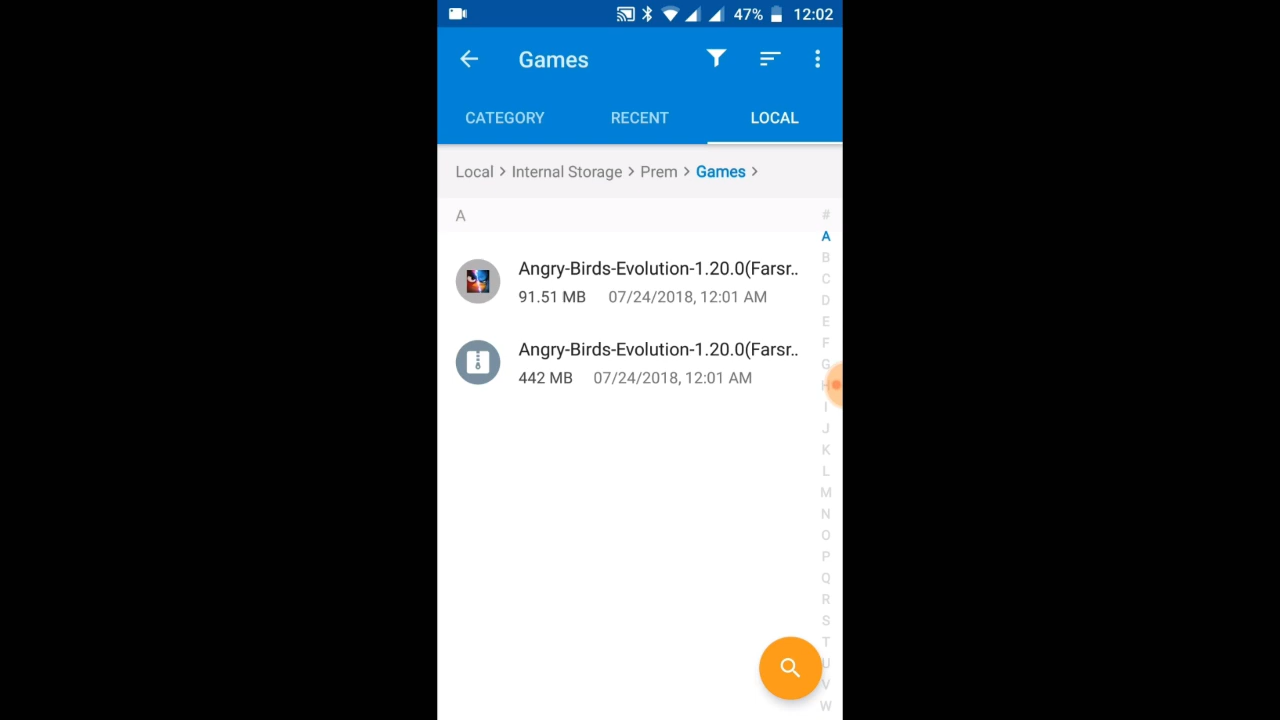 47% 12:02
Games
CATEGORY RECENT LOCAL
Local > Internal Storage > Prem > Games >
A
Angry-Birds-Evolution-1.20.0(Farsr..
91.51 MB 07/24/2018, 12:01 AM
Angry-Birds-Evolution-1.20.0(Farsr..
442 MB 07/24/2018, 12:01 AM
#
A
B
C
D
E
F
G
H
I
J
K
L
M
N
O
P
Q
R
S
T
U
V
W